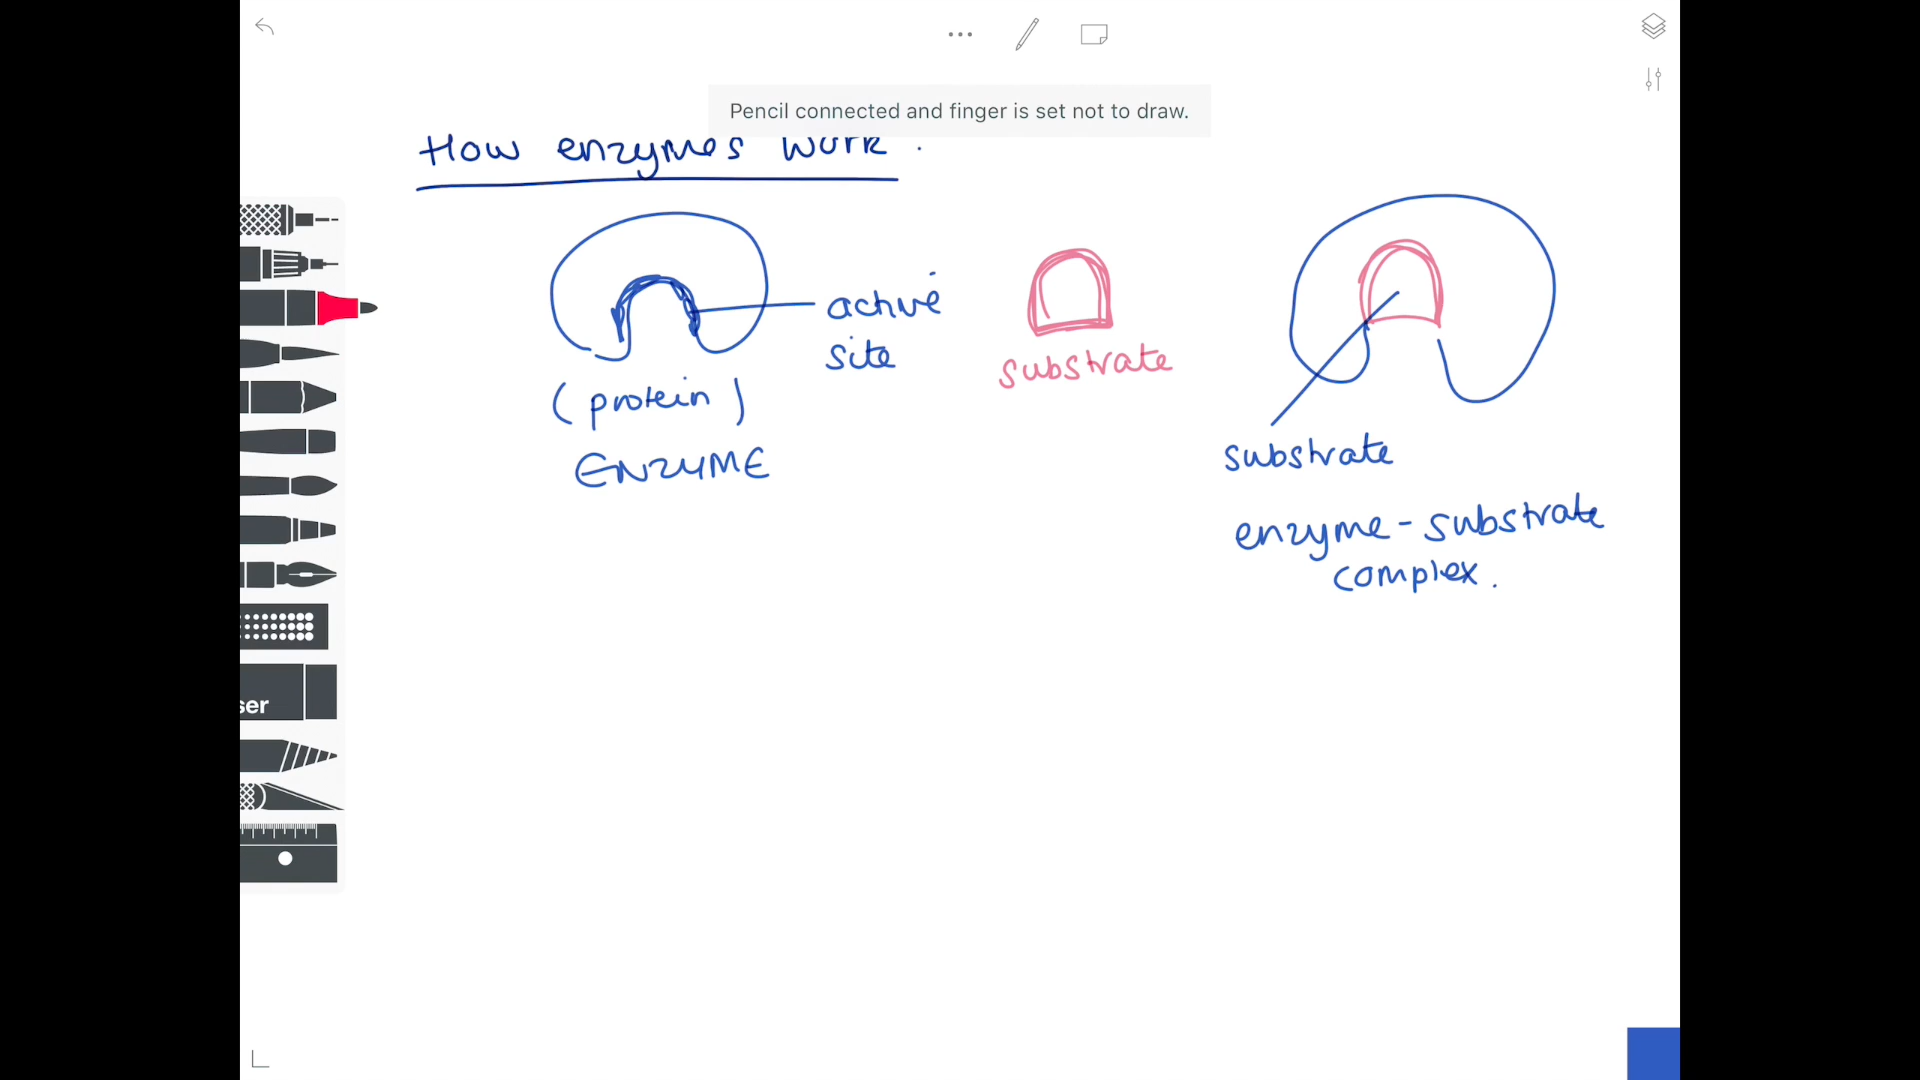 Pencil connected and finger is set not to draw.
How enzymes work.
active
site
substrate
(protein)
ENZYME
substrate
enzyme-substrate
complex.
ser